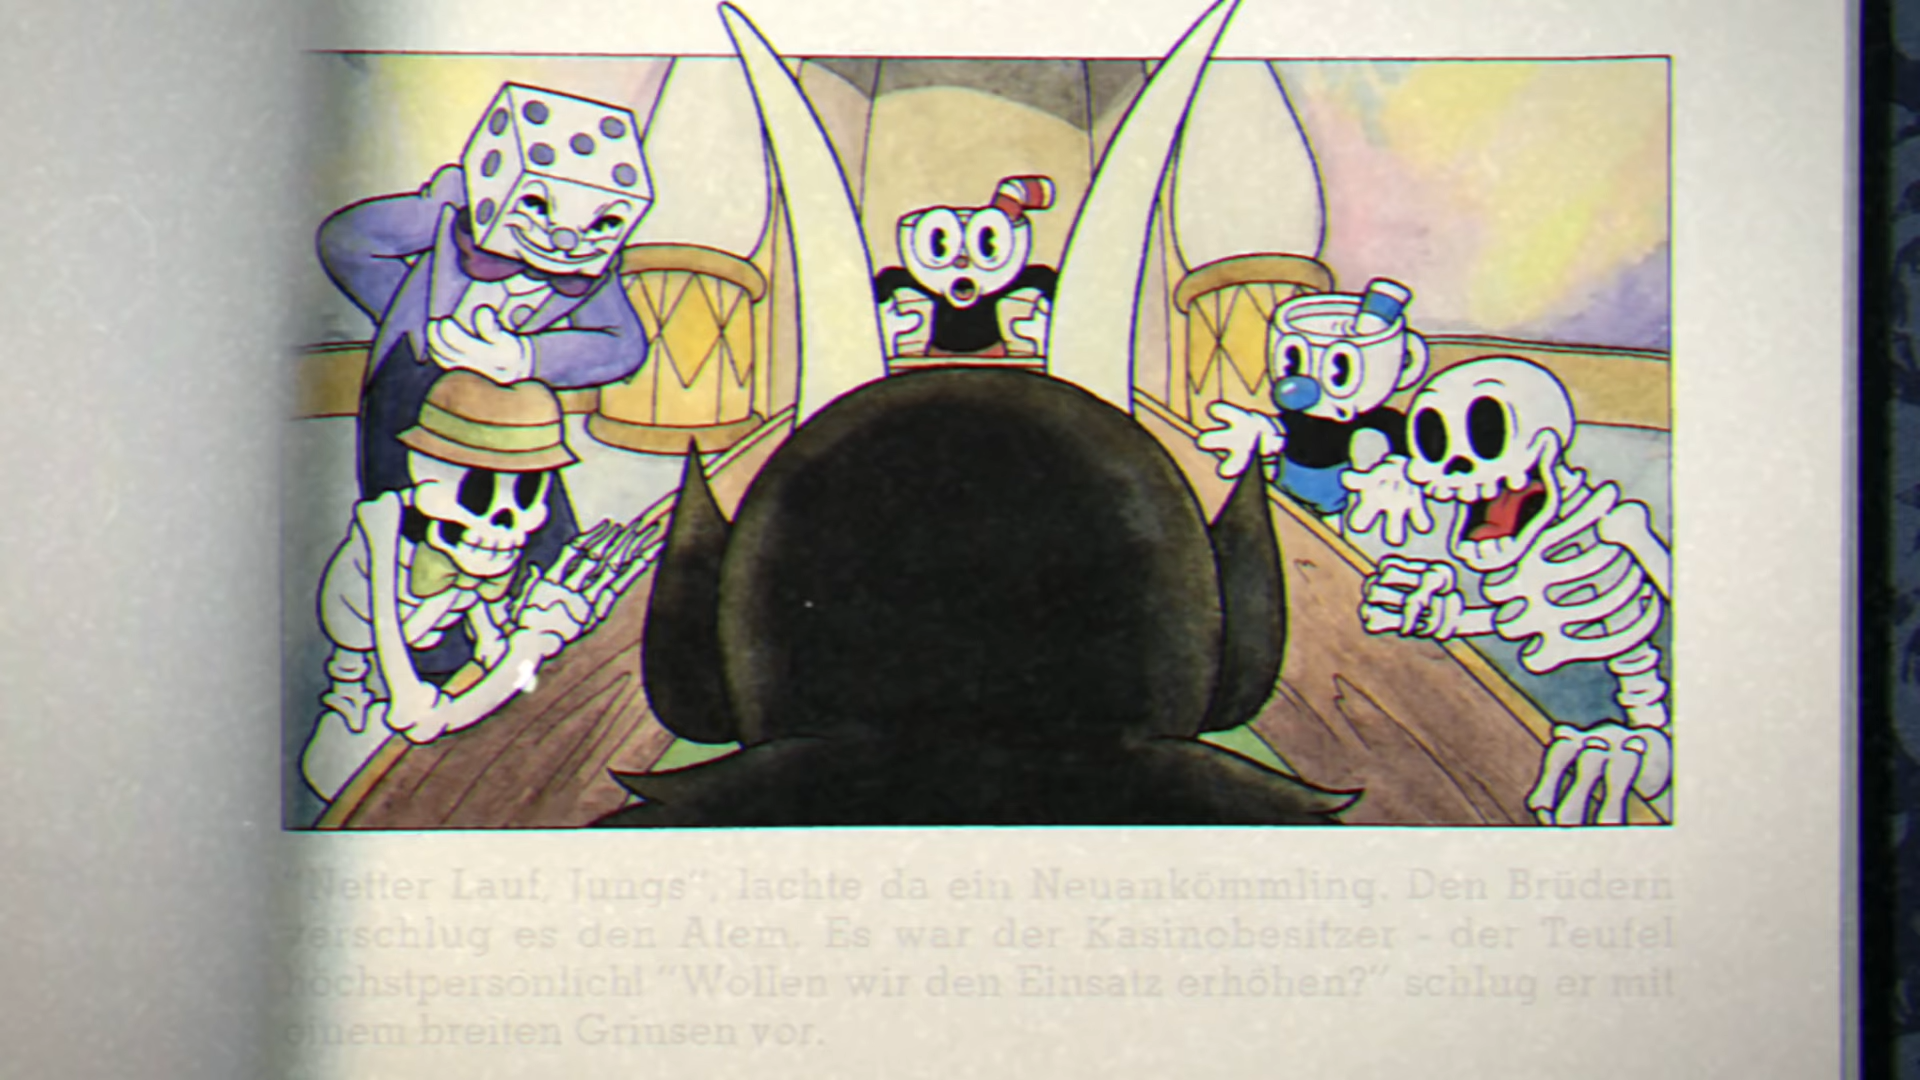 "Netter Lauf, Jungs", lachte da ein Neuankömmling. Den Brüdern
verschlug es den Atem. Es war der Kasinobesitzer - der Teufel
höchstpersönlich! "Wollen wir den Einsatz erhöhen?" schlug er mit
einem breiten Grinsen vor.